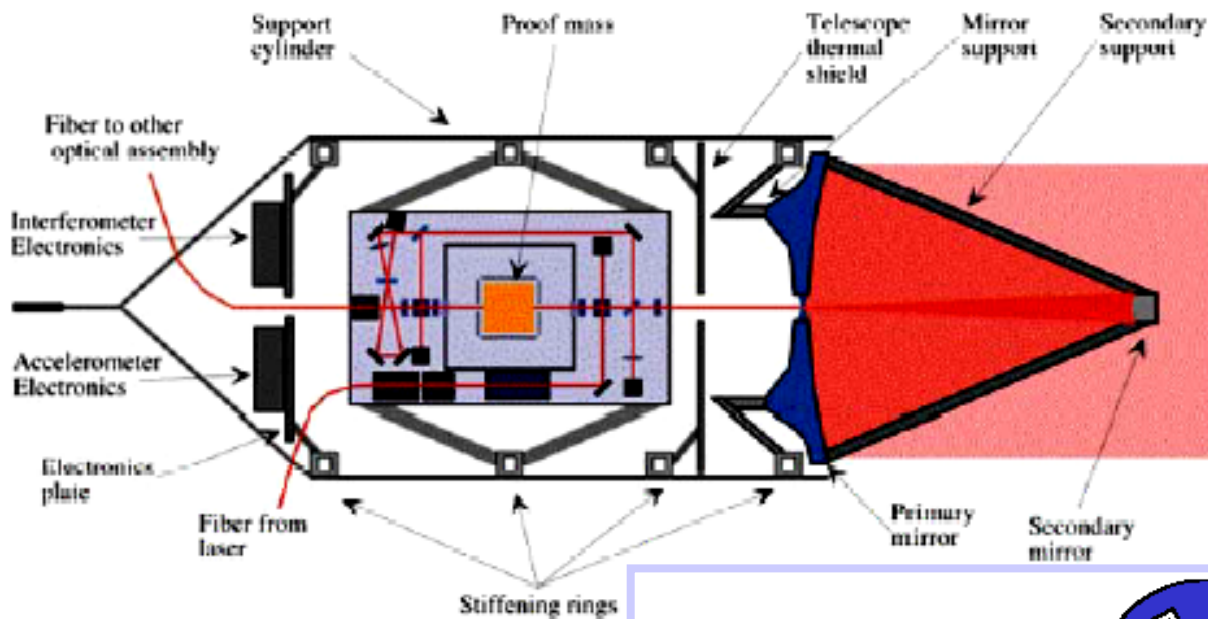 Support
cylinder
Proof mass
Telescope
thermal
shield
Mirror
support
Secondary
support
Fiber to other
optical assembly
Interferometer
Electronics
Accelerometer
Electronics
Electronics
plate
Fiber from
laser
Stiffening rings
Primary
mirror
Secondary
mirror